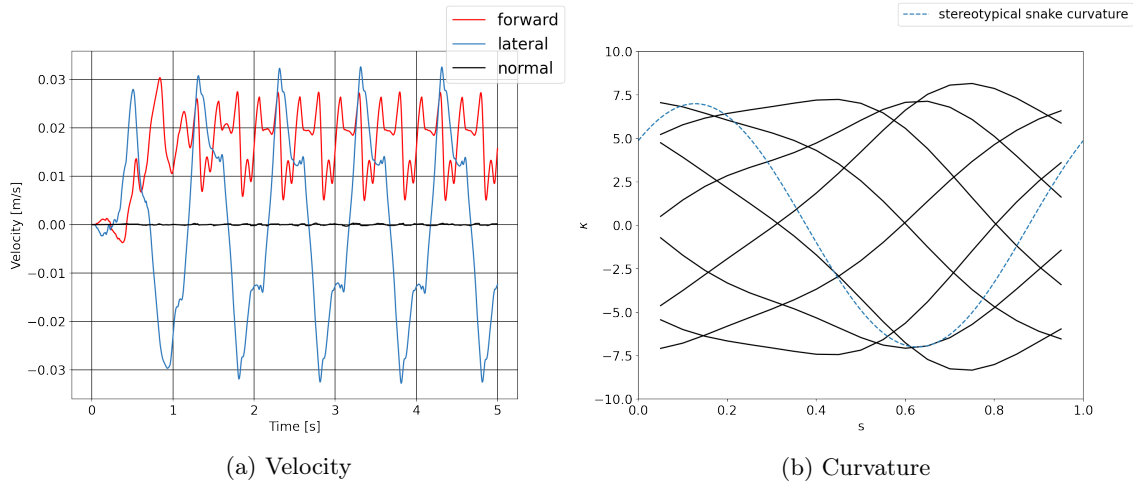 forward
lateral
normal
Velocity [m/s]
0.03
0.02
0.01
0.00
−0.01
−0.02
−0.03
0 1 2 3 4 5
Time [s]
(a) Velocity
stereotypical snake curvature
κ
10.0
7.5
5.0
2.5
0.0
−2.5
−5.0
−7.5
−10.0
0.0 0.2 0.4 0.6 0.8 1.0
s
(b) Curvature